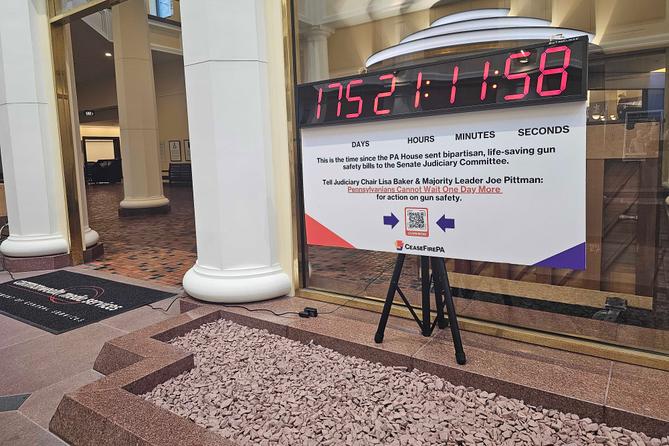 175 21 11 58
DAYS HOURS MINUTES SECONDS
This is the time since the PA House sent bipartisan, life-saving gun
safety bills to the Senate Judiciary Committee.
Tell Judiciary Chair Lisa Baker & Majority Leader Joe Pittman:
Pennsylvanians Cannot Wait One Day More
for action on gun safety.
CEASEFIREPA
commonwealth media services